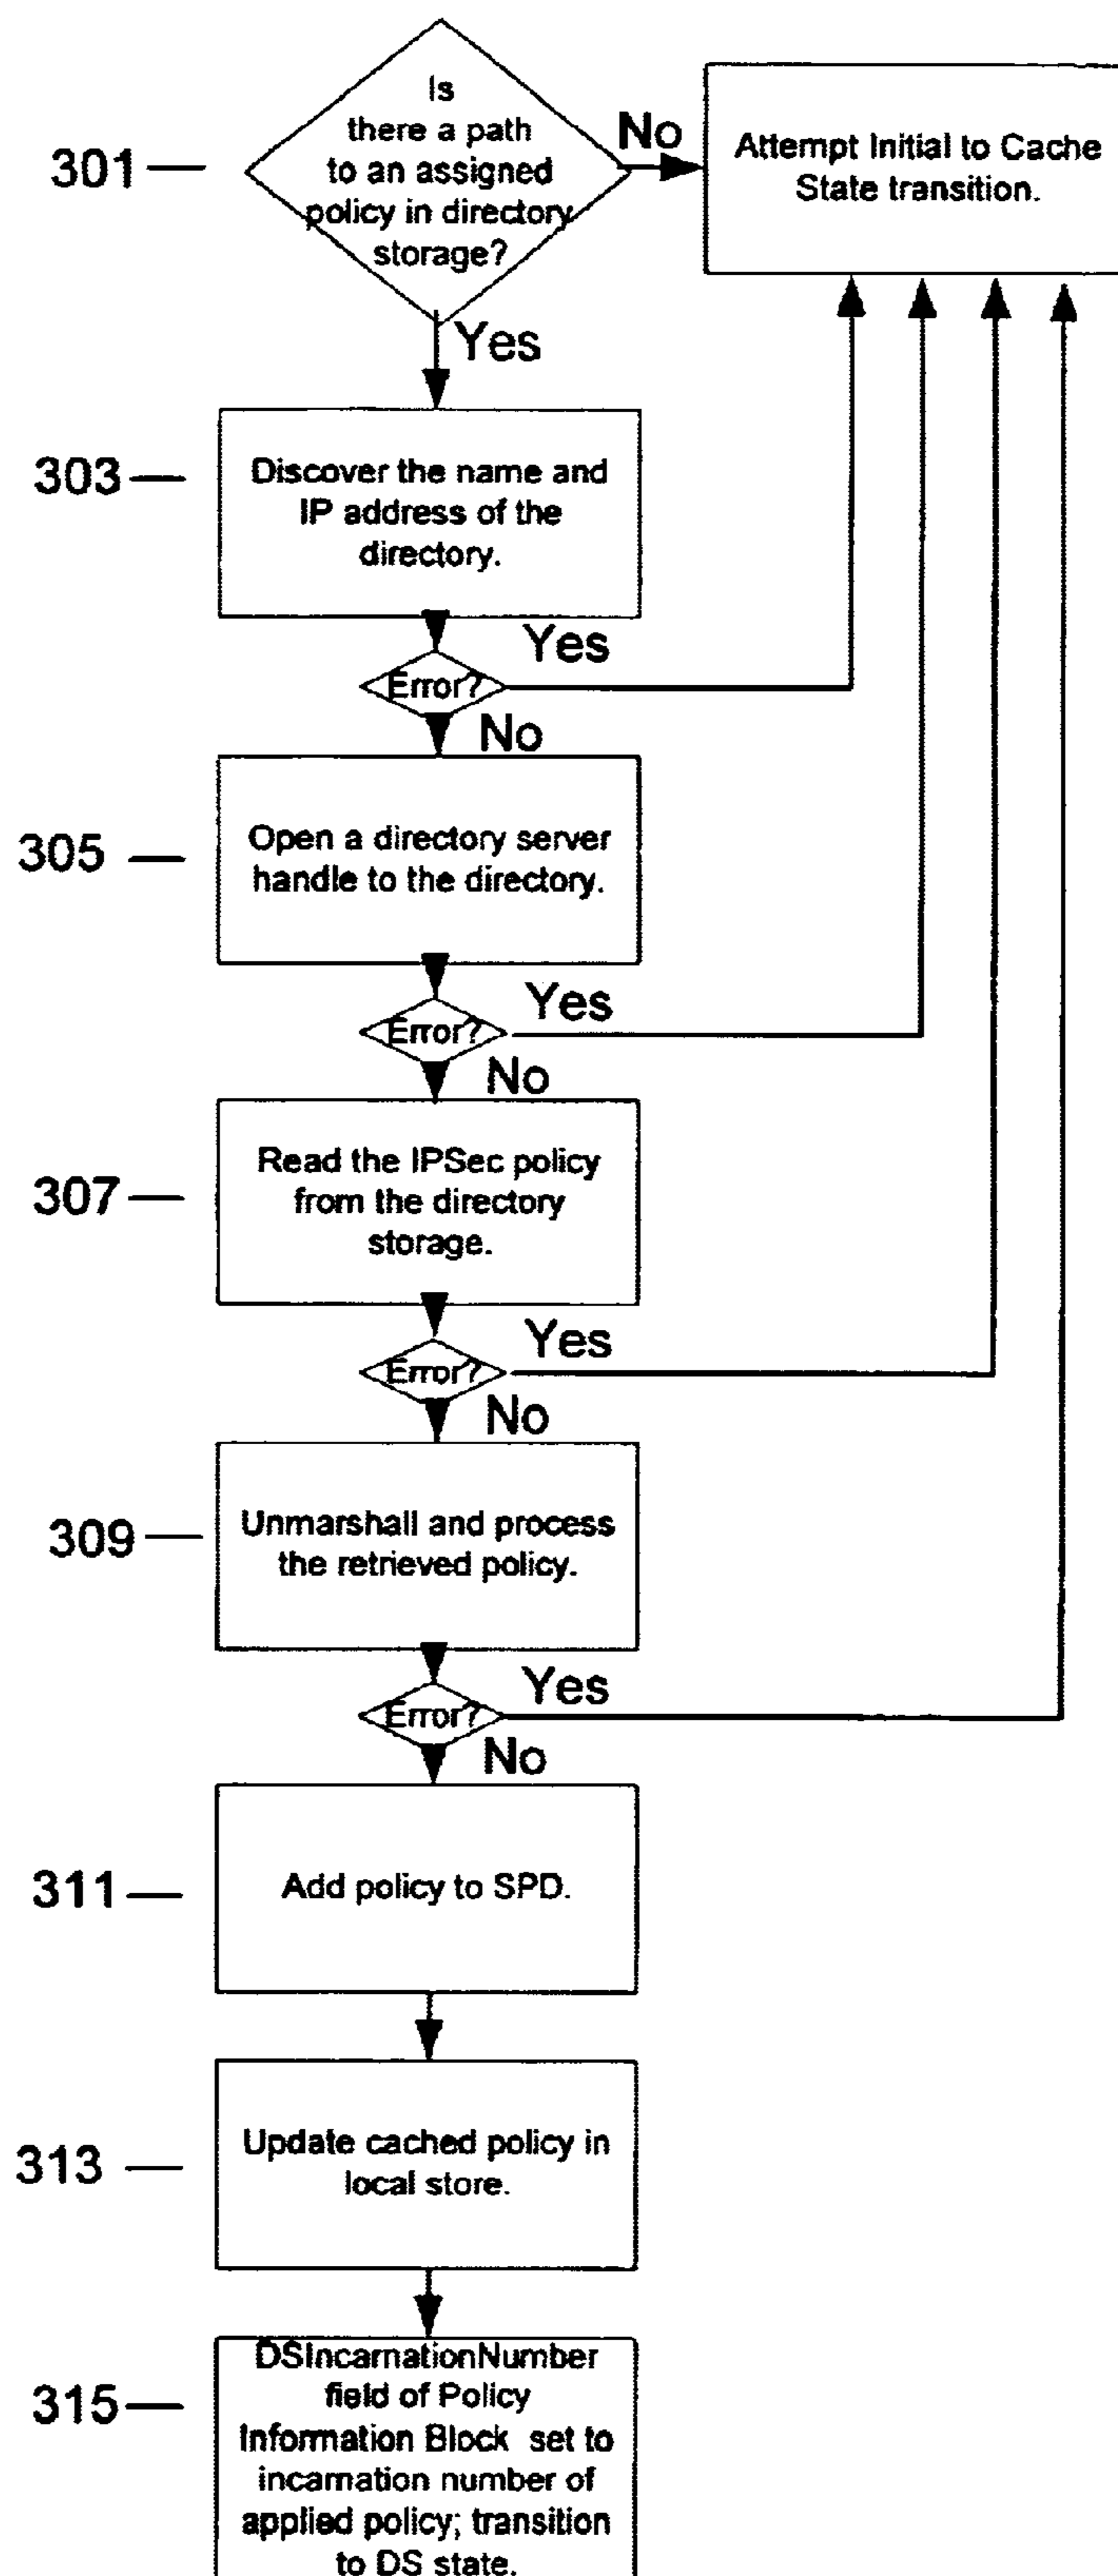 Is
there a path
to an assigned
policy in directory
storage?
301
No
Attempt Initial to Cache
State transition.
Yes
303
Discover the name and
IP address of the
directory.
Yes
Error?
No
305
Open a directory server
handle to the directory.
Yes
Error?
No
307
Read the IPSec policy
from the directory
storage.
Yes
Error?
No
309
Unmarshall and process
the retrieved policy.
Yes
Error?
No
311
Add policy to SPD.
313
Update cached policy in
local store.
315
DSIncarnationNumber
field of Policy
Information Block set to
incarnation number of
applied policy; transition
to DS state.